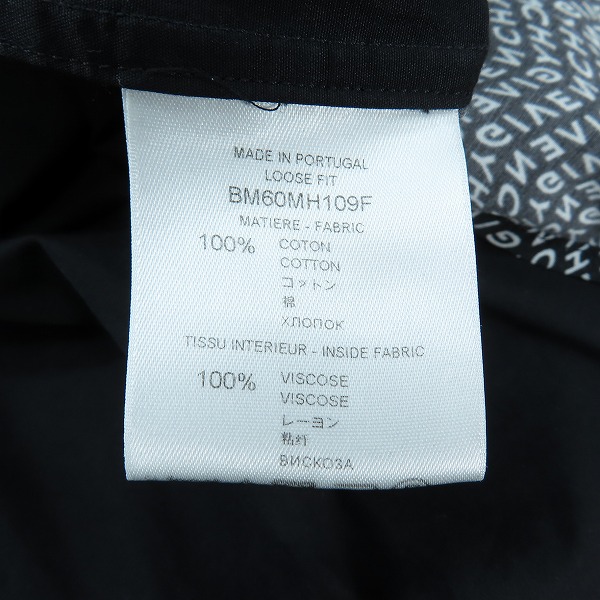 MADE IN PORTUGAL
LOOSE FIT
BM60MH109F
MATIERE - FABRIC
100% COTON
COTTON
コットン
棉
ХЛОПОК
TISSU INTERIEUR - INSIDE FABRIC
100% VISCOSE
VISCOSE
レーヨン
粘纤
ВИСКОЗА
GIVENCHY